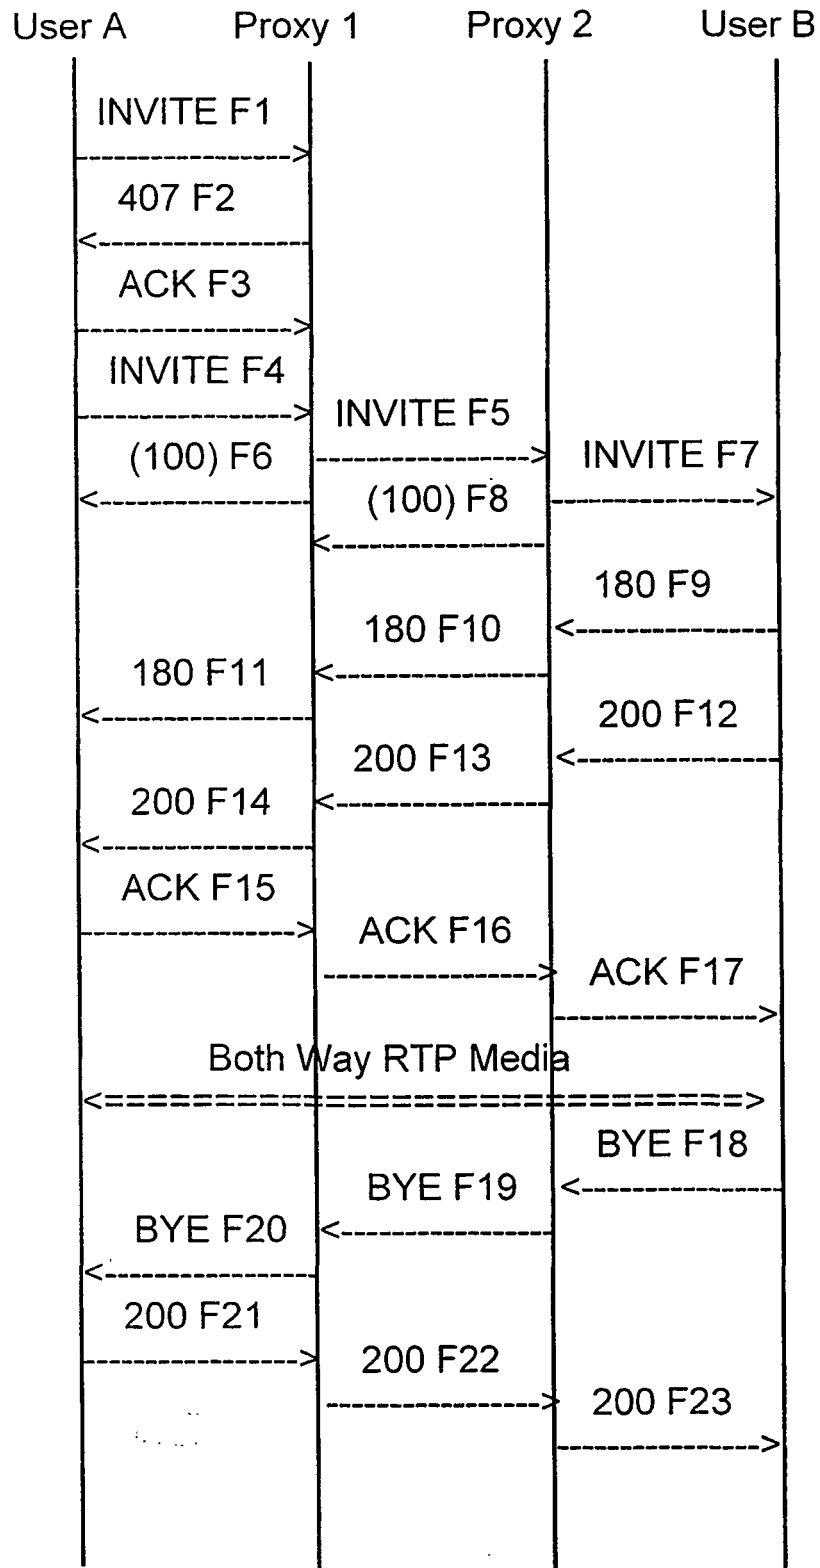 User A Proxy 1 Proxy 2 User B
INVITE F1
407 F2
ACK F3
INVITE F4
INVITE F5
(100) F6
INVITE F7
(100) F8
180 F9
180 F10
180 F11
200 F12
200 F13
200 F14
ACK F15
ACK F16
ACK F17
Both Way RTP Media
BYE F18
BYE F19
BYE F20
200 F21
200 F22
200 F23